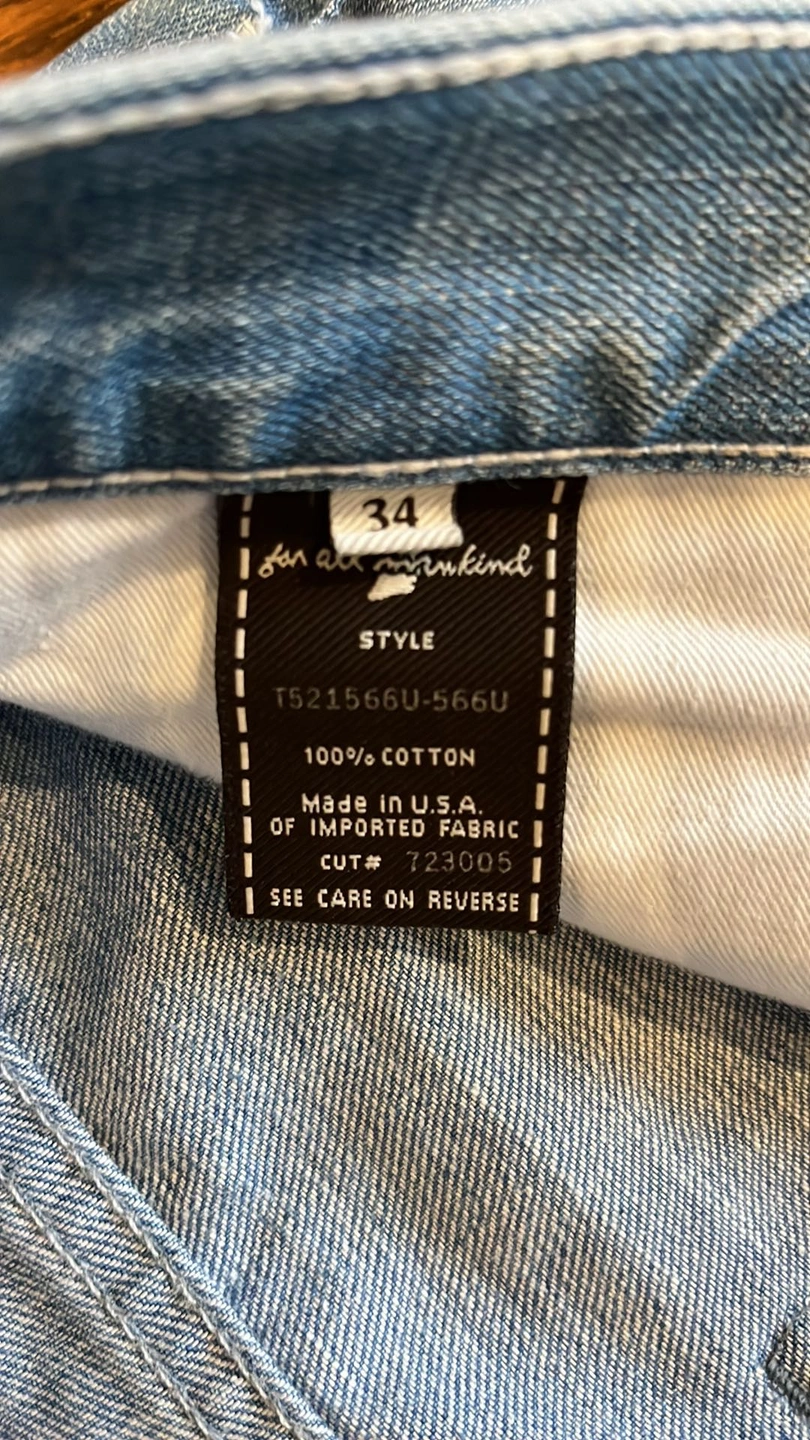 34
for all mankind
STYLE
T521566U-566U
100% COTTON
Made in U.S.A.
OF IMPORTED FABRIC
CUT# 723005
SEE CARE ON REVERSE